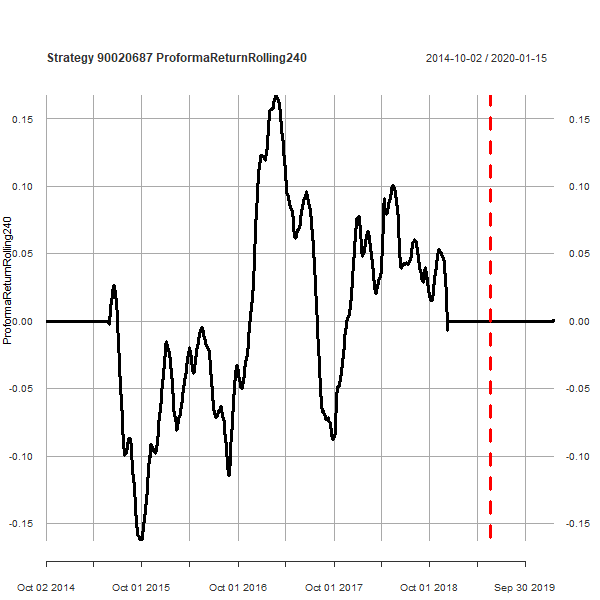 Strategy 90020687 ProformaReturnRolling240
2014-10-02 / 2020-01-15
ProformaReturnRolling240
0.15 0.15
0.10 0.10
0.05 0.05
0.00 0.00
-0.05 -0.05
-0.10 -0.10
-0.15 -0.15
Oct 02 2014 Oct 01 2015 Oct 01 2016 Oct 01 2017 Oct 01 2018 Sep 30 2019